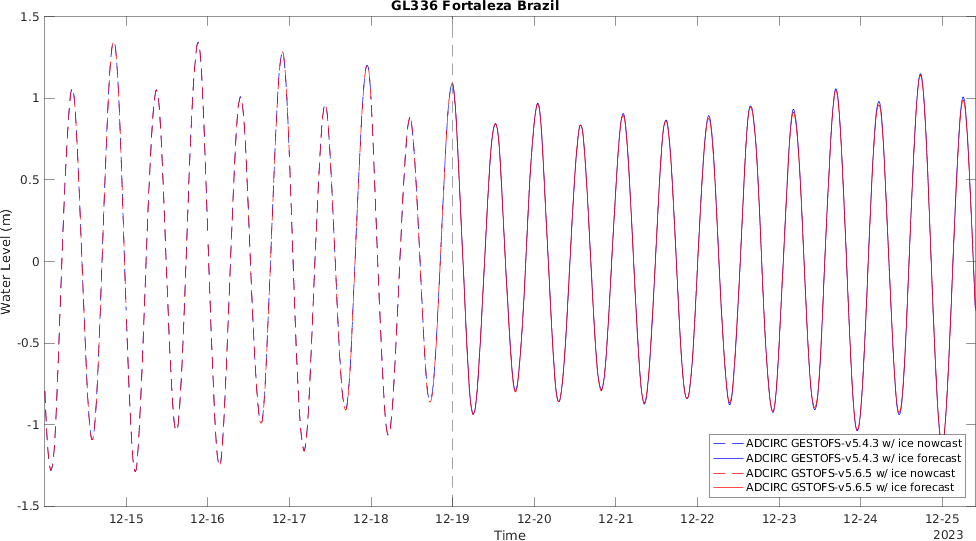 GL336 Fortaleza Brazil
1.5
1
0.5
0
-0.5
-1
-1.5
Water Level (m)
12-15 12-16 12-17 12-18 12-19 12-20 12-21 12-22 12-23 12-24 12-25
2023
Time
ADCIRC GESTOFS-v5.4.3 w/ ice nowcast
ADCIRC GESTOFS-v5.4.3 w/ ice forecast
ADCIRC GSTOFS-v5.6.5 w/ ice nowcast
ADCIRC GSTOFS-v5.6.5 w/ ice forecast